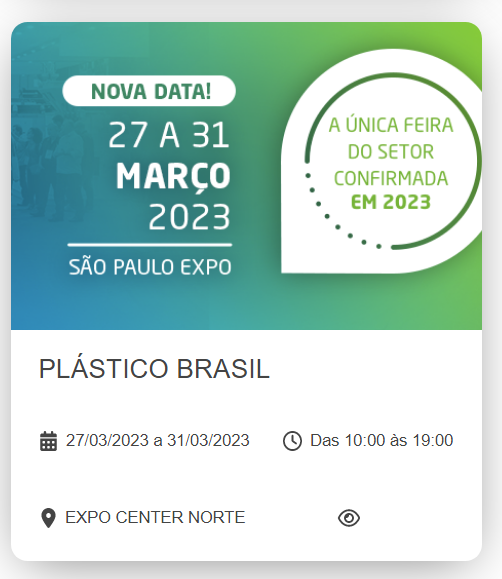 NOVA DATA!
27 A 31
MARÇO
2023
SÃO PAULO EXPO
A ÚNICA FEIRA
DO SETOR
CONFIRMADA
EM 2023
PLÁSTICO BRASIL
27/03/2023 a 31/03/2023
Das 10:00 às 19:00
EXPO CENTER NORTE